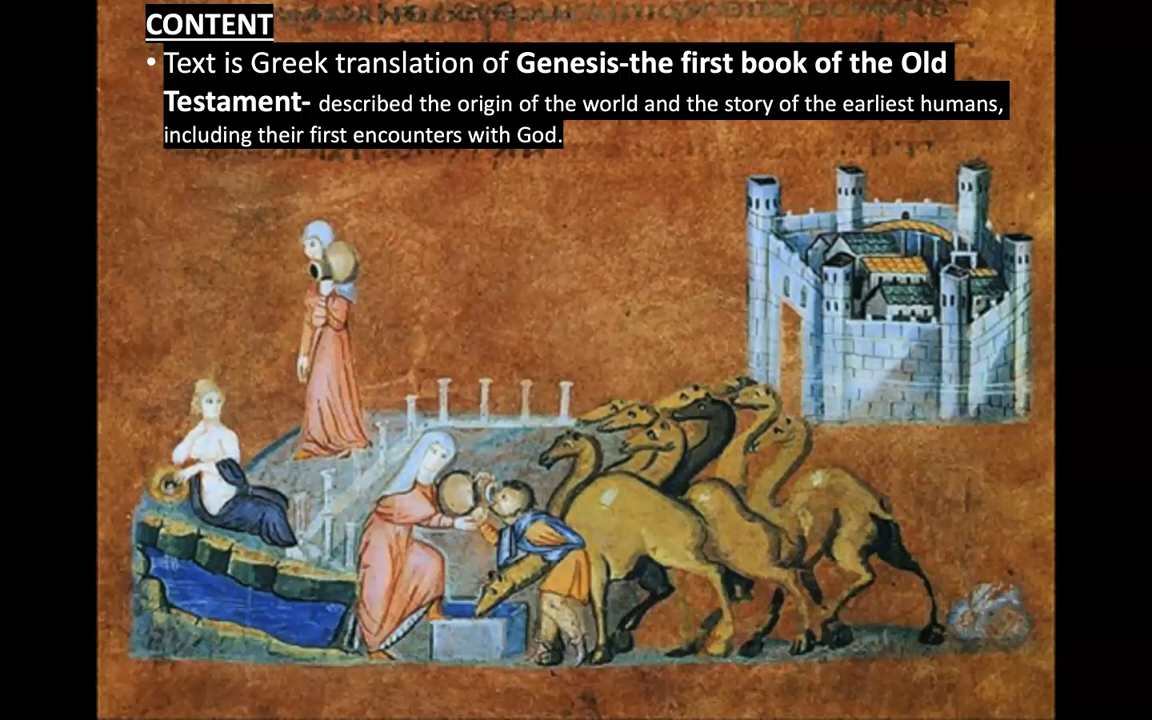 CONTENT
• Text is Greek translation of Genesis-the first book of the Old
Testament- described the origin of the world and the story of the earliest humans,
including their first encounters with God.